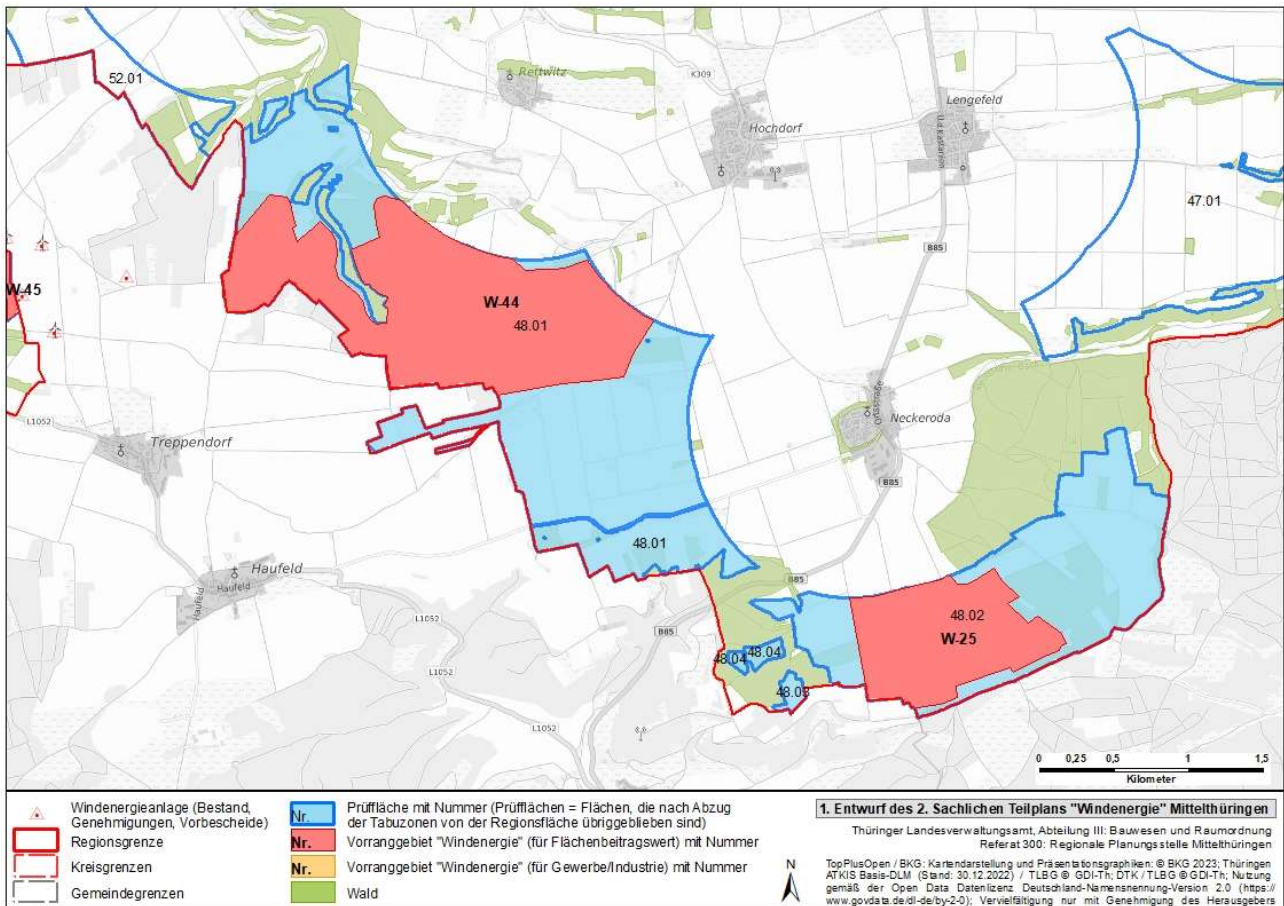 52.01
Rettwitz
K309
Hochdorf
Lengefeld
47.01
B85
W-45
W-44
48.01
L1052
Treppendorf
Ortsstraße
Neckeroda
B85
48.01
Haufeld
Haufeld
Haufeld
B85
48.02
W-25
L1052
B85
48.04
48.04
48.03
L1052
L1052
0 0,25 0,5 1 1,5
Kilometer
Windenergieanlage (Bestand,
Genehmigungen, Vorbescheide)
Regionsgrenze
Kreisgrenzen
Gemeindegrenzen
Nr. Prüffläche mit Nummer (Prüfflächen = Flächen, die nach Abzug
der Tabuzonen von der Regionsfläche übriggeblieben sind)
Nr. Vorranggebiet "Windenergie" (für Flächenbeitragswert) mit Nummer
Nr. Vorranggebiet "Windenergie" (für Gewerbe/Industrie) mit Nummer
Wald
N
1. Entwurf des 2. Sachlichen Teilplans "Windenergie" Mittelthüringen
Thüringer Landesverwaltungsamt, Abteilung III: Bauwesen und Raumordnung
Referat 300: Regionale Planungsstelle Mittelthüringen
TopPlusOpen / BKG: Kartendarstellung und Präsentationsgraphiken: © BKG 2023; Thüringen
ATKIS Basis-DLM (Stand: 30.12.2022) / TLBG © GDI-Th; DTK / TLBG © GDI-Th; Nutzung
gemäß der Open Data Datenlizenz Deutschland-Namensnennung-Version 2.0 (https://
www.govdata.de/dl-de/by-2-0); Vervielfältigung nur mit Genehmigung des Herausgebers